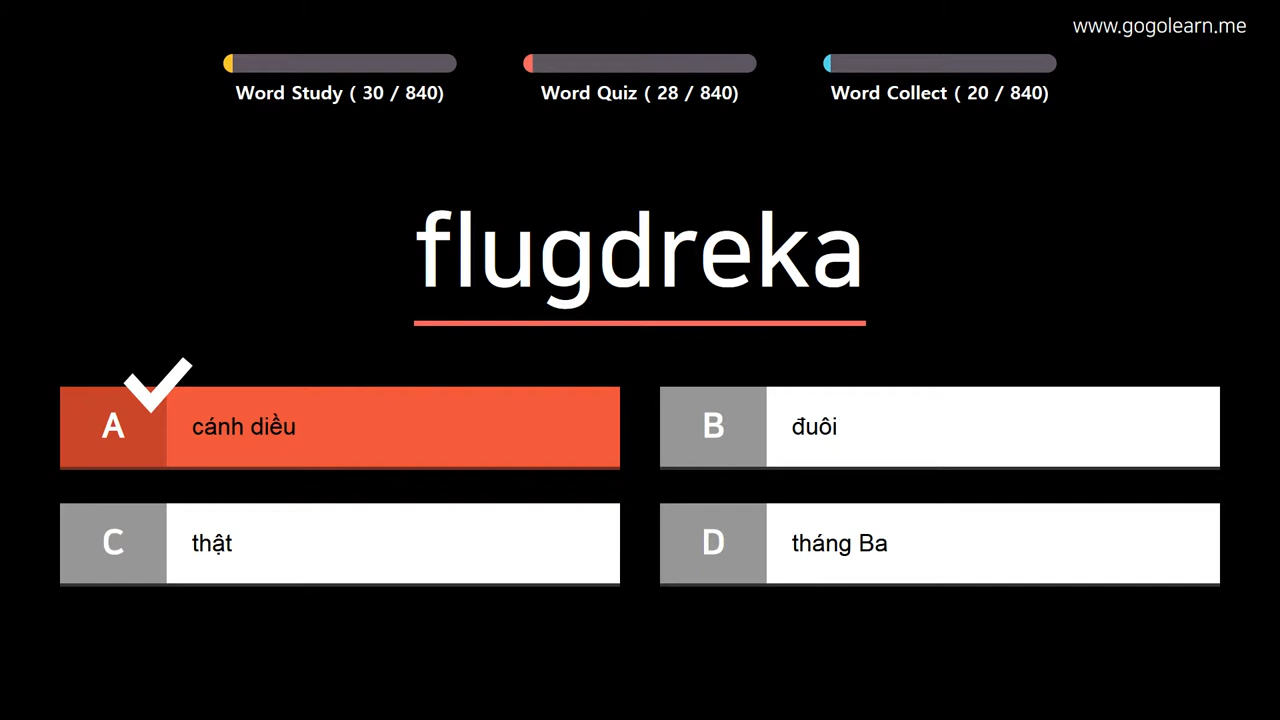 www.gogolearn.me
Word Study ( 30 / 840)
Word Quiz ( 28 / 840)
Word Collect ( 20 / 840)
flugdreka
A cánh diều
B đuôi
C thật
D tháng Ba